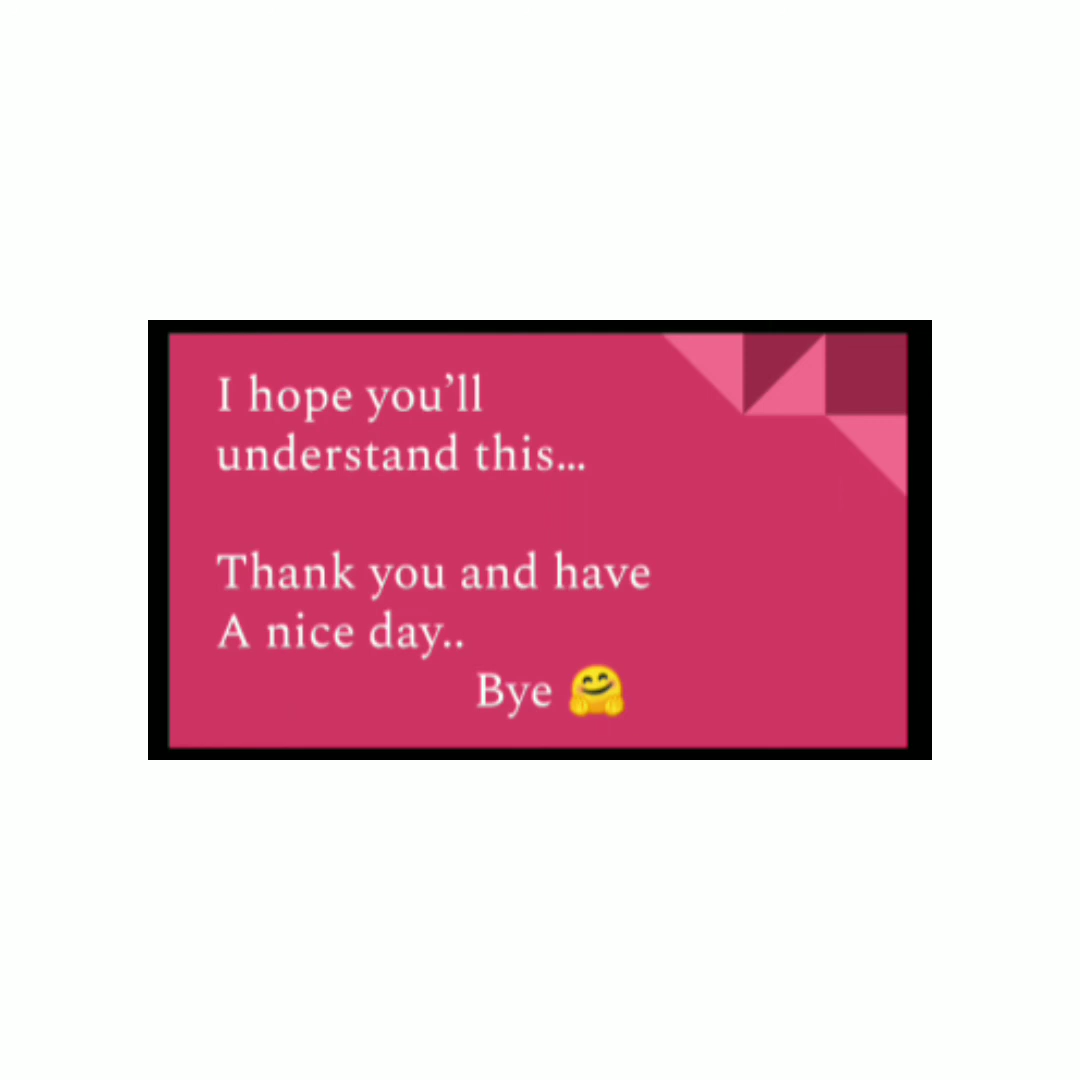 I hope you’ll
understand this...
Thank you and have
A nice day..
Bye 🤗